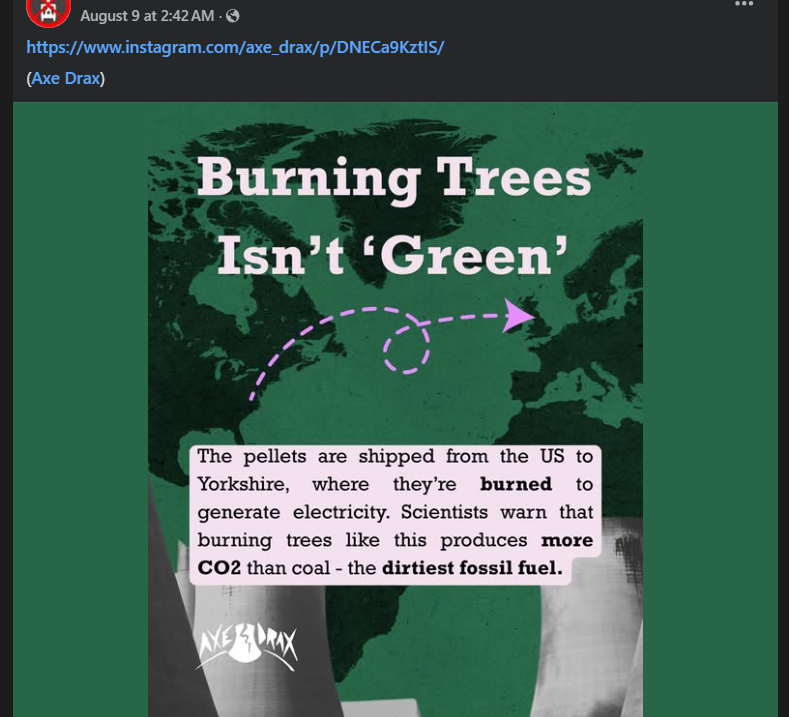 August 9 at 2:42 AM ·
https://www.instagram.com/axe_drax/p/DNECa9KztIS/
(Axe Drax)
Burning Trees
Isn’t ‘Green’
The pellets are shipped from the US to
Yorkshire, where they’re burned to
generate electricity. Scientists warn that
burning trees like this produces more
CO2 than coal - the dirtiest fossil fuel.
AXE DRAX